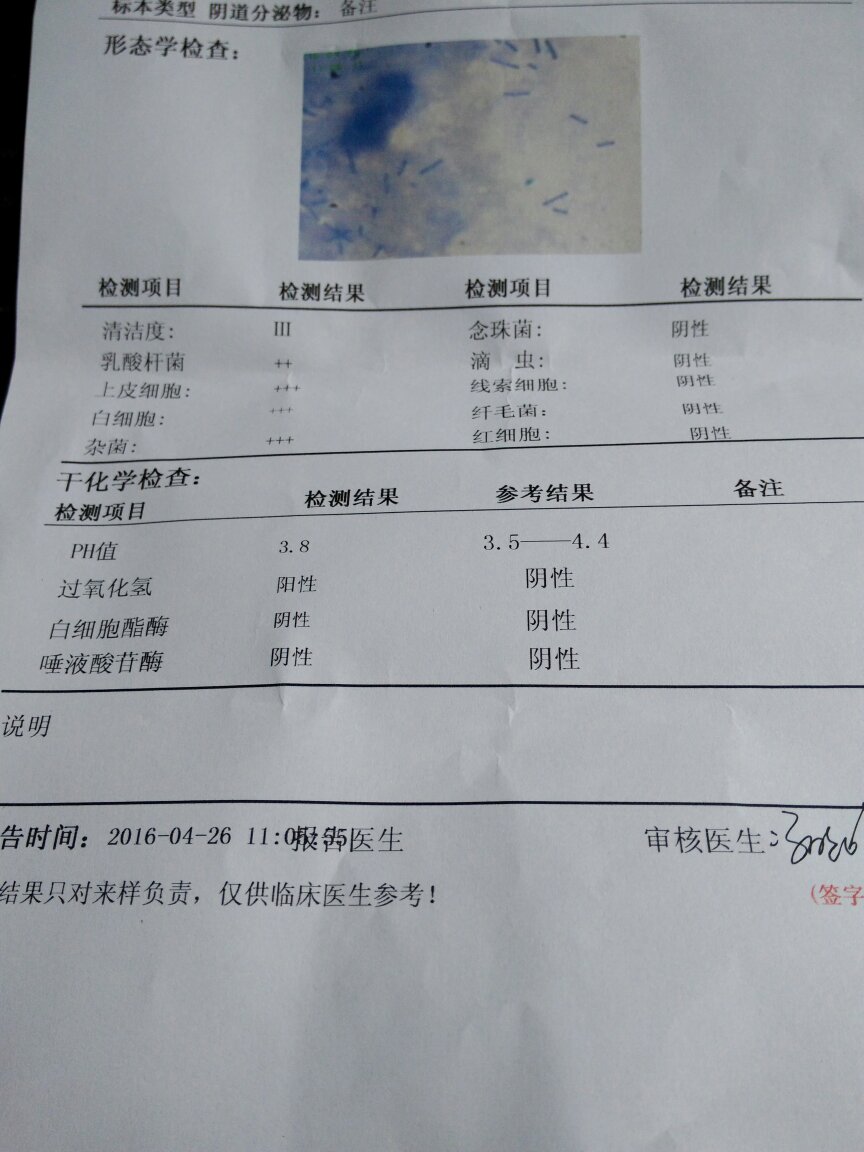 标本类型 阴道分泌物： 备注
形态学检查：
检测项目 检测结果 检测项目 检测结果
清洁度： III 念珠菌： 阴性
乳酸杆菌 ++ 滴 虫： 阴性
上皮细胞： +++ 线索细胞： 阴性
白细胞： +++ 纤毛菌： 阴性
杂菌： +++ 红细胞： 阴性
干化学检查：
检测项目 检测结果 参考结果 备注
PH值 3.8 3.5——4.4
过氧化氢 阳性 阴性
白细胞酯酶 阴性 阴性
唾液酸苷酶 阴性 阴性
说明
告时间： 2016-04-26 11:05:55 报告医生 审核医生：
结果只对来样负责，仅供临床医生参考！ (签字